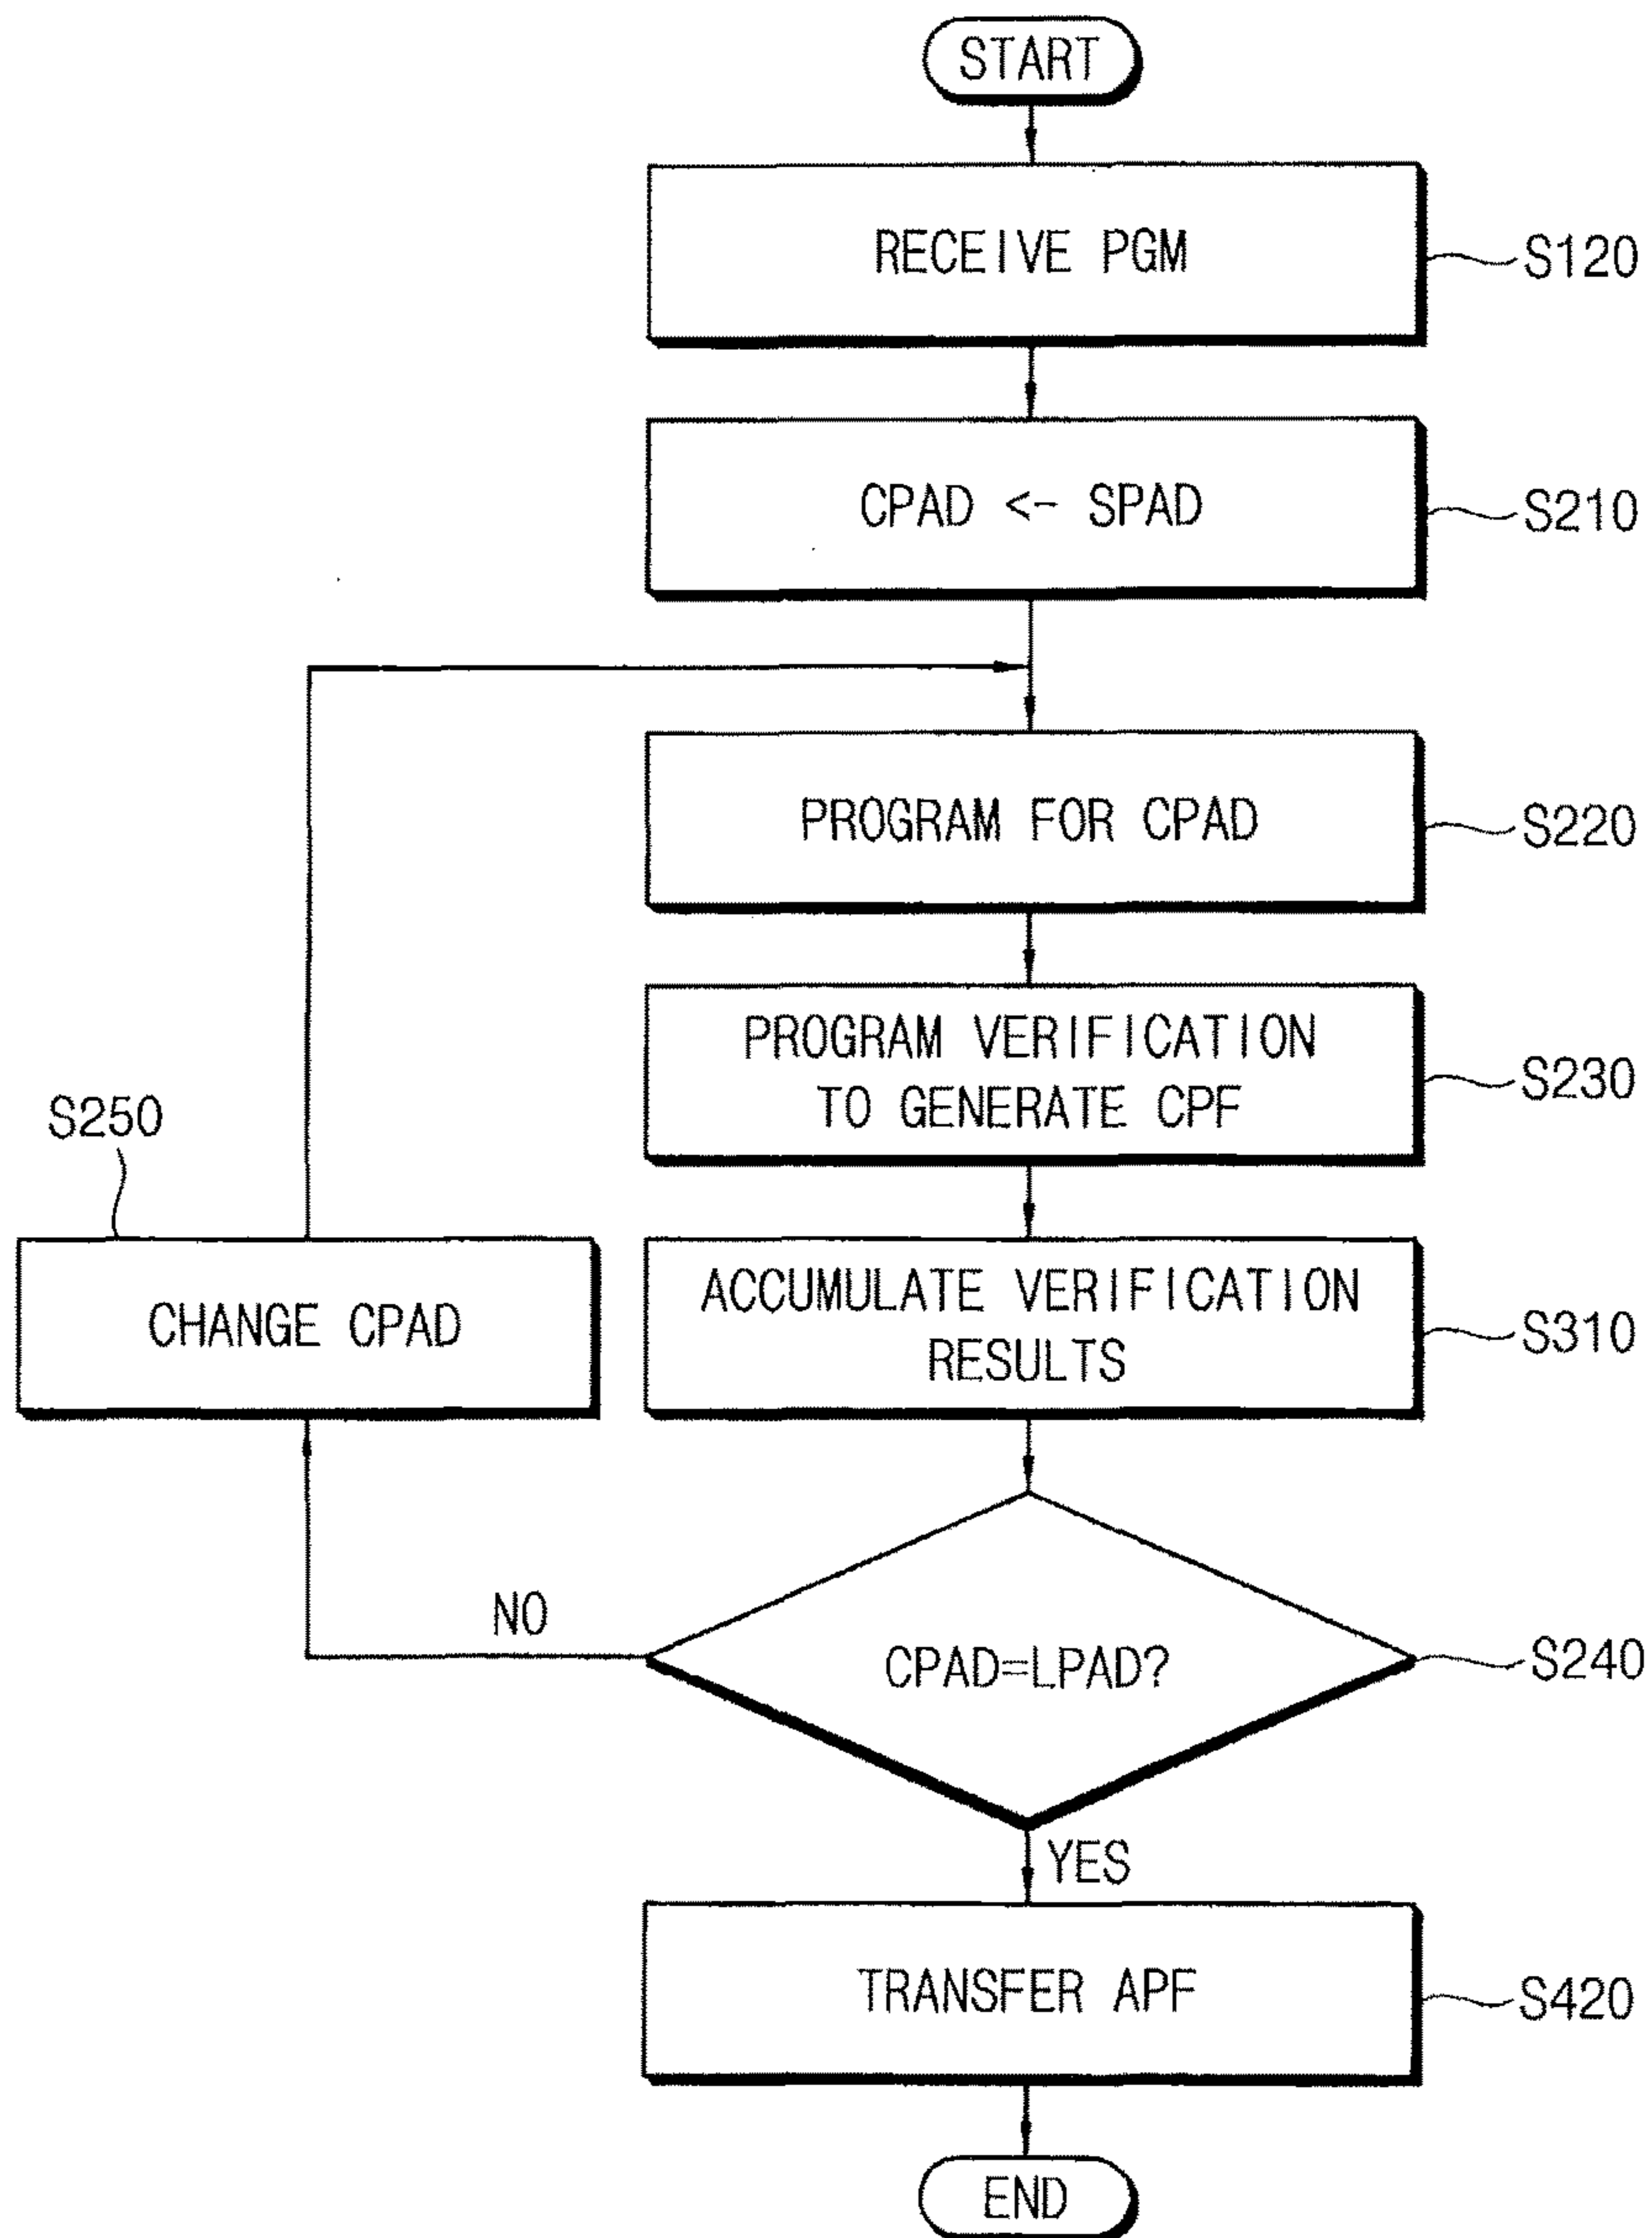 START
RECEIVE PGM
S120
CPAD <- SPAD
S210
PROGRAM FOR CPAD
S220
PROGRAM VERIFICATION
TO GENERATE CPF
S230
S250
CHANGE CPAD
ACCUMULATE VERIFICATION
RESULTS
S310
NO
CPAD=LPAD?
S240
YES
TRANSFER APF
S420
END